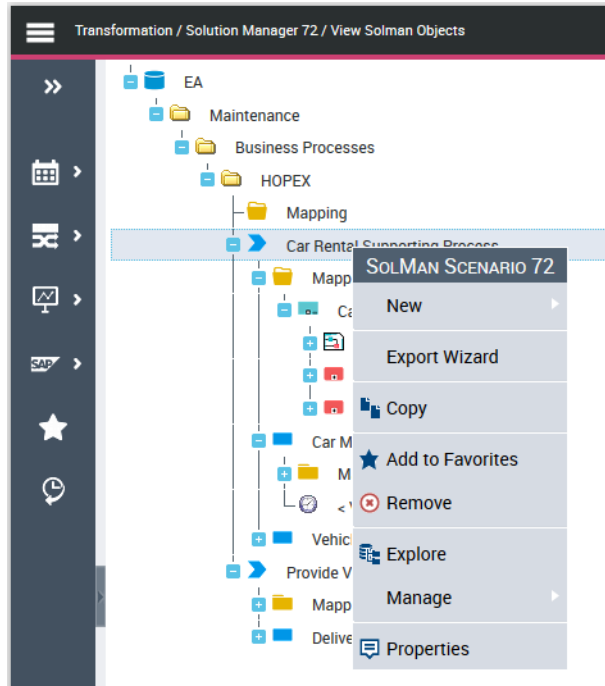 Transformation / Solution Manager 72 / View Solman Objects
EA
Maintenance
Business Processes
HOPEX
Mapping
Car Rental Supporting Process
SOLMAN SCENARIO 72
Mapp
New
Ca
Export Wizard
Copy
Car M
Add to Favorites
M
Remove
<
Vehic
Explore
Provide V
Manage
Mapp
Delive
Properties
SAP